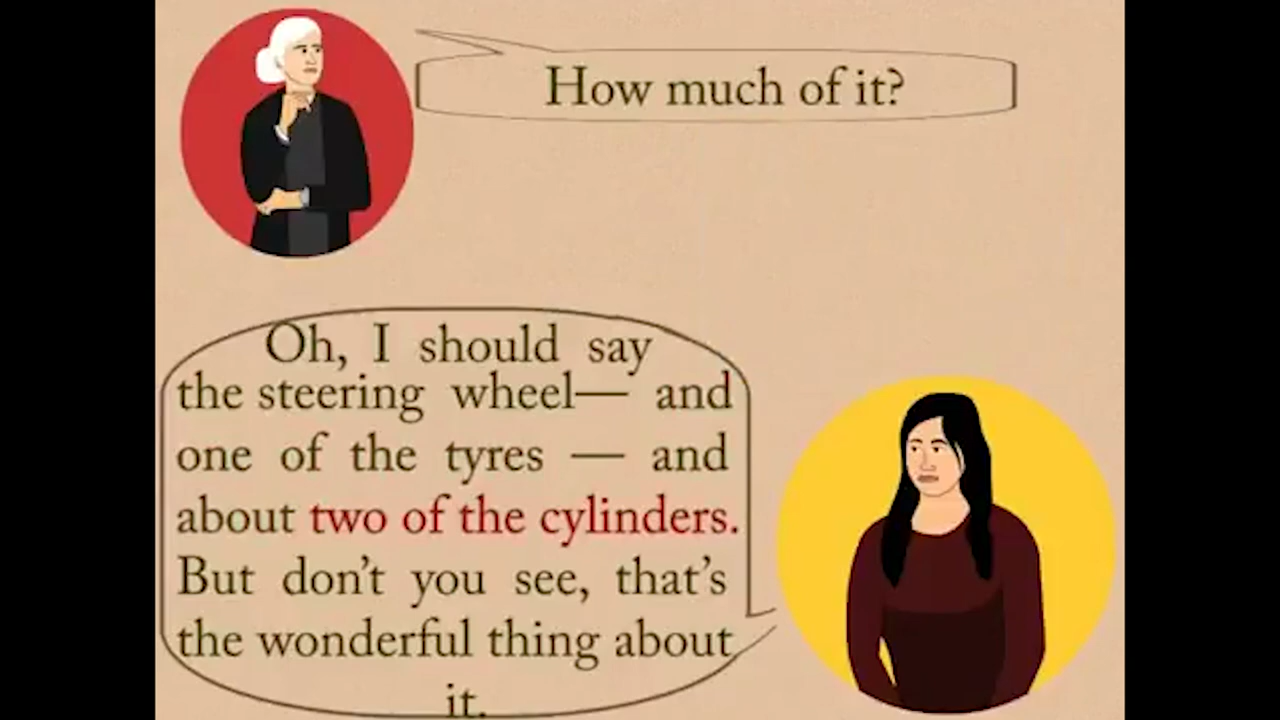 How much of it?
Oh, I should say
the steering wheel— and
one of the tyres — and
about two of the cylinders.
But don't you see, that's
the wonderful thing about
it.